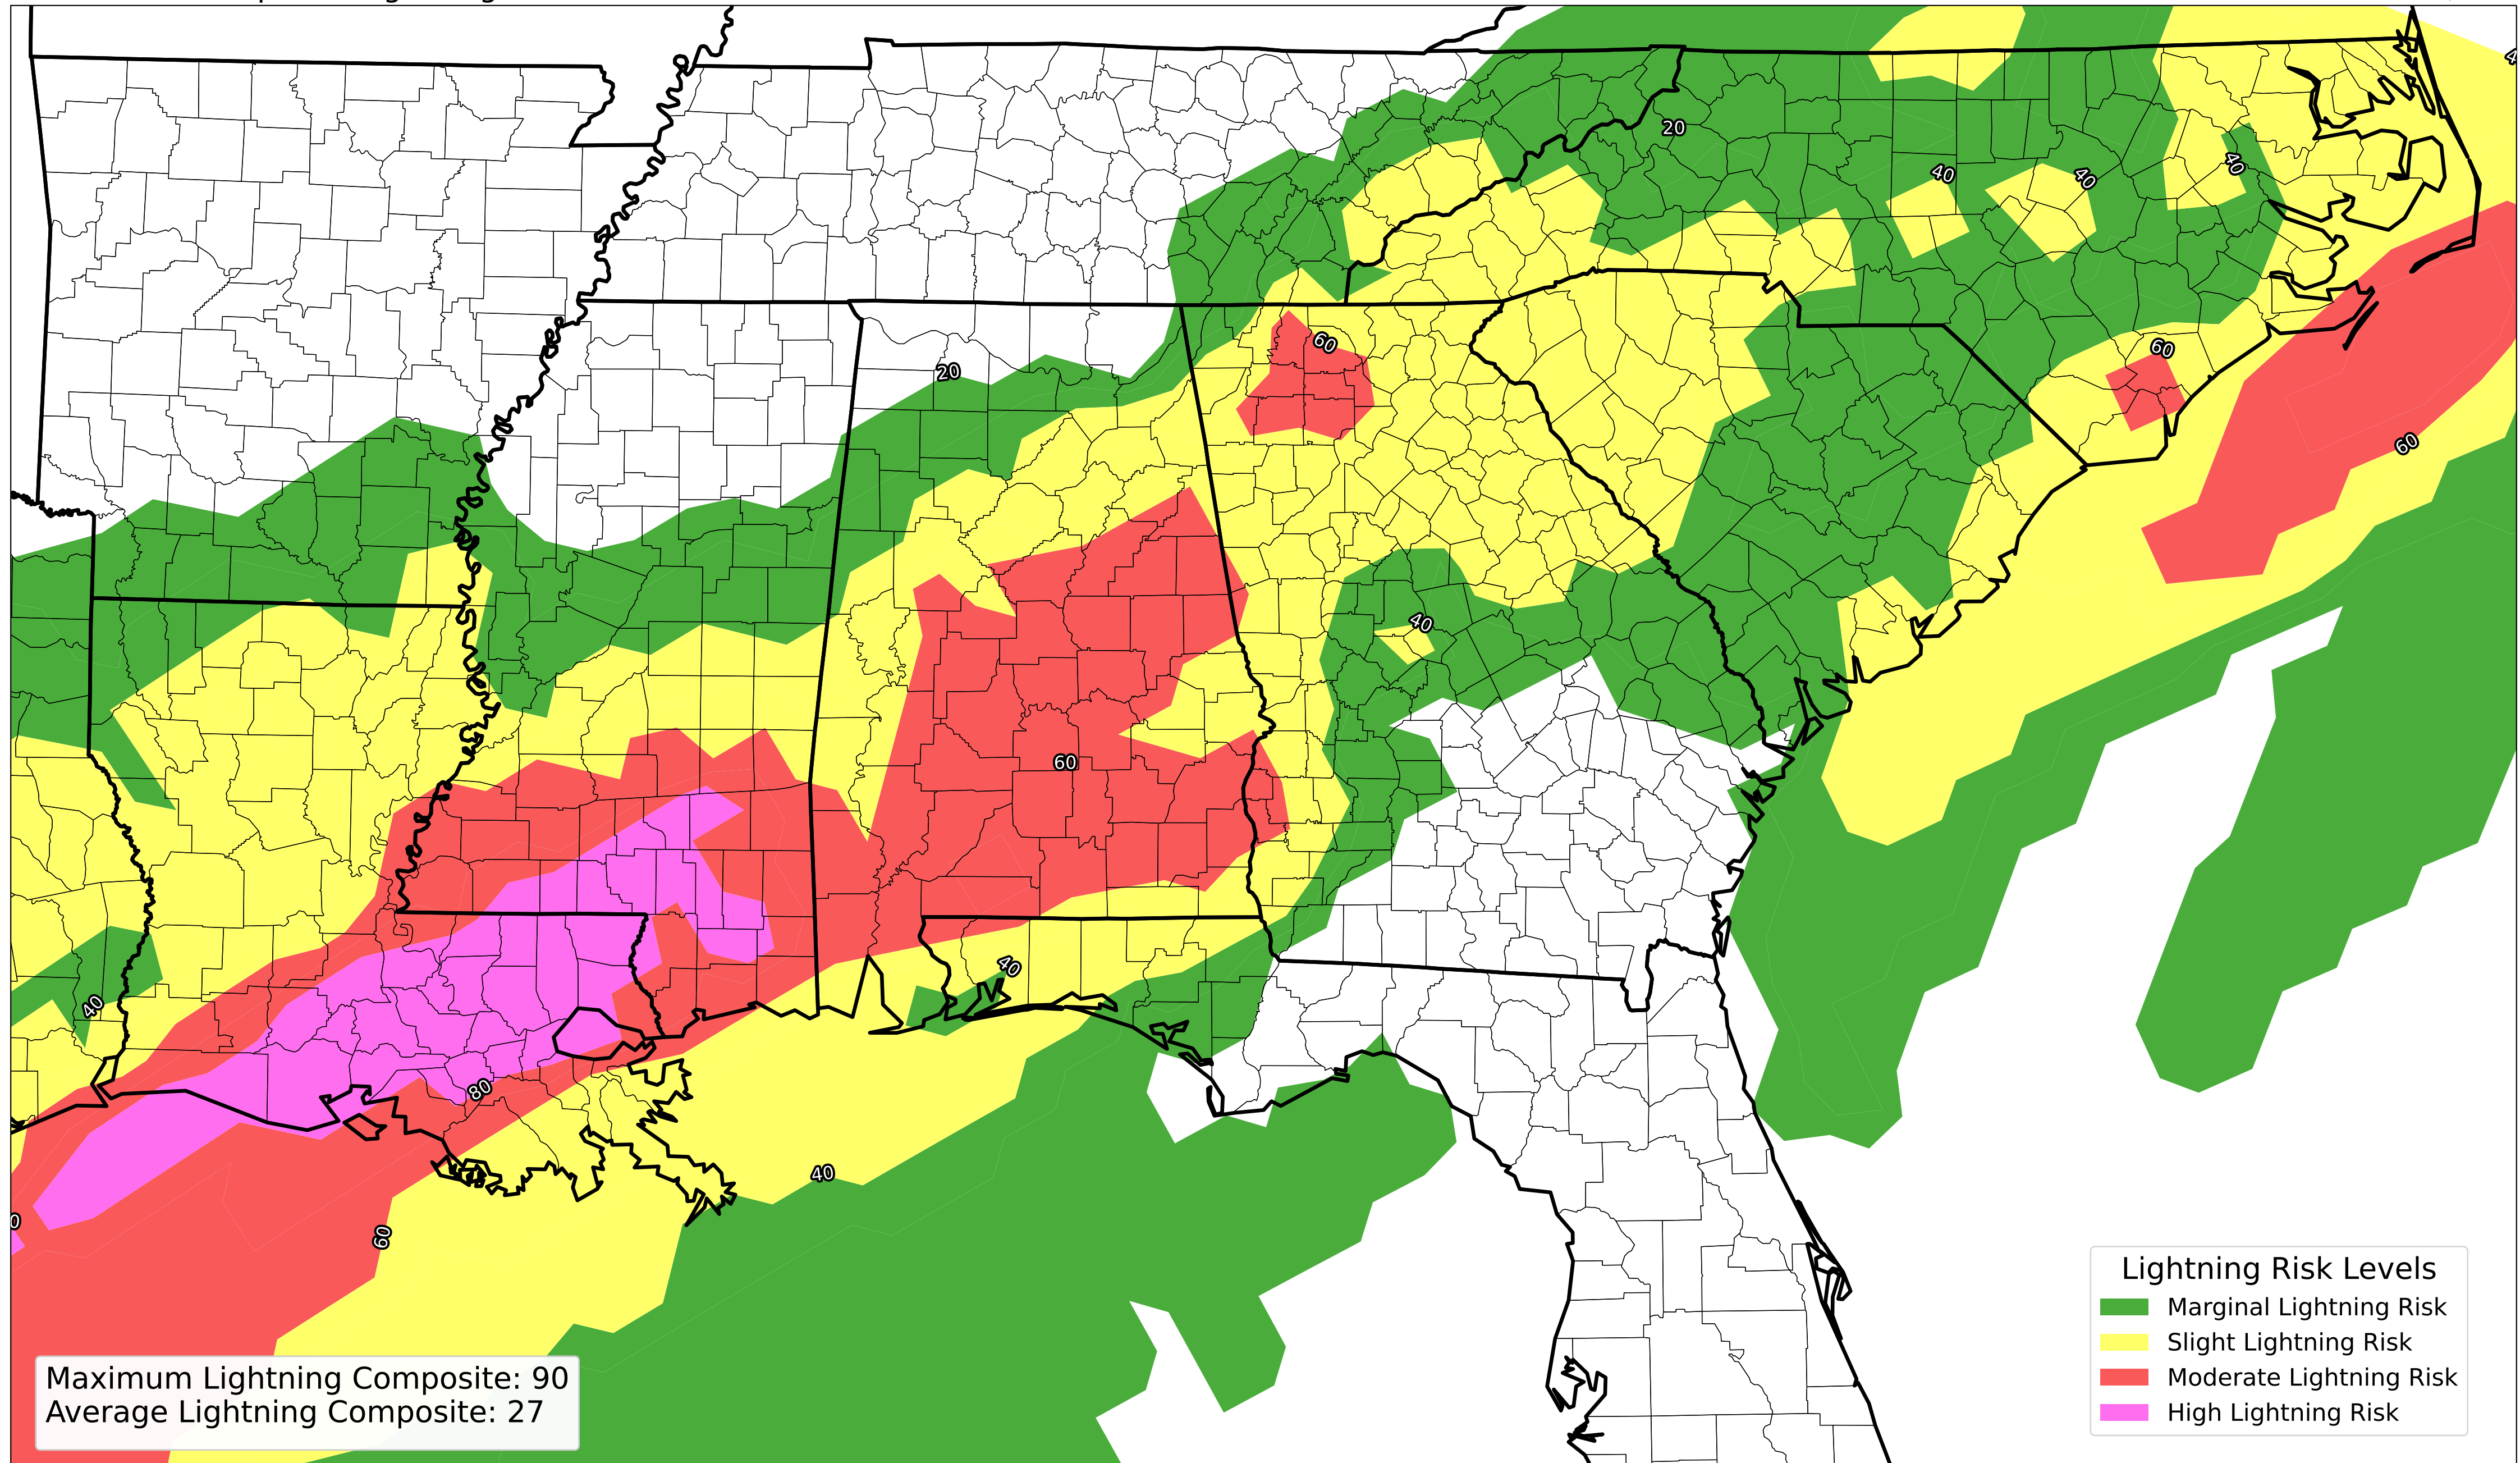 20
40
40
40
60
60
20
60
40
60
40
40
80
40
60
Lightning Risk Levels
Marginal Lightning Risk
Slight Lightning Risk
Moderate Lightning Risk
High Lightning Risk
Maximum Lightning Composite: 90
Average Lightning Composite: 27